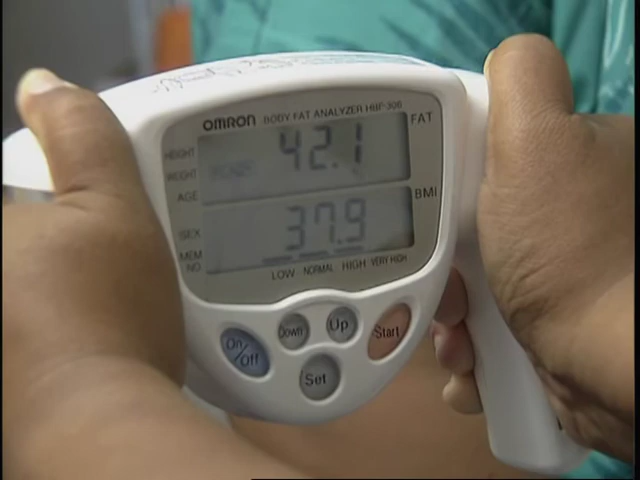 OMRON BODY FAT ANALYZER HBF-306
FAT
HEIGHT
42.1
WEIGHT
AGE
BMI
SEX
37.9
MEM
NO
LOW NORMAL HIGH VERY HIGH
On/Off
Down
Up
Start
Set